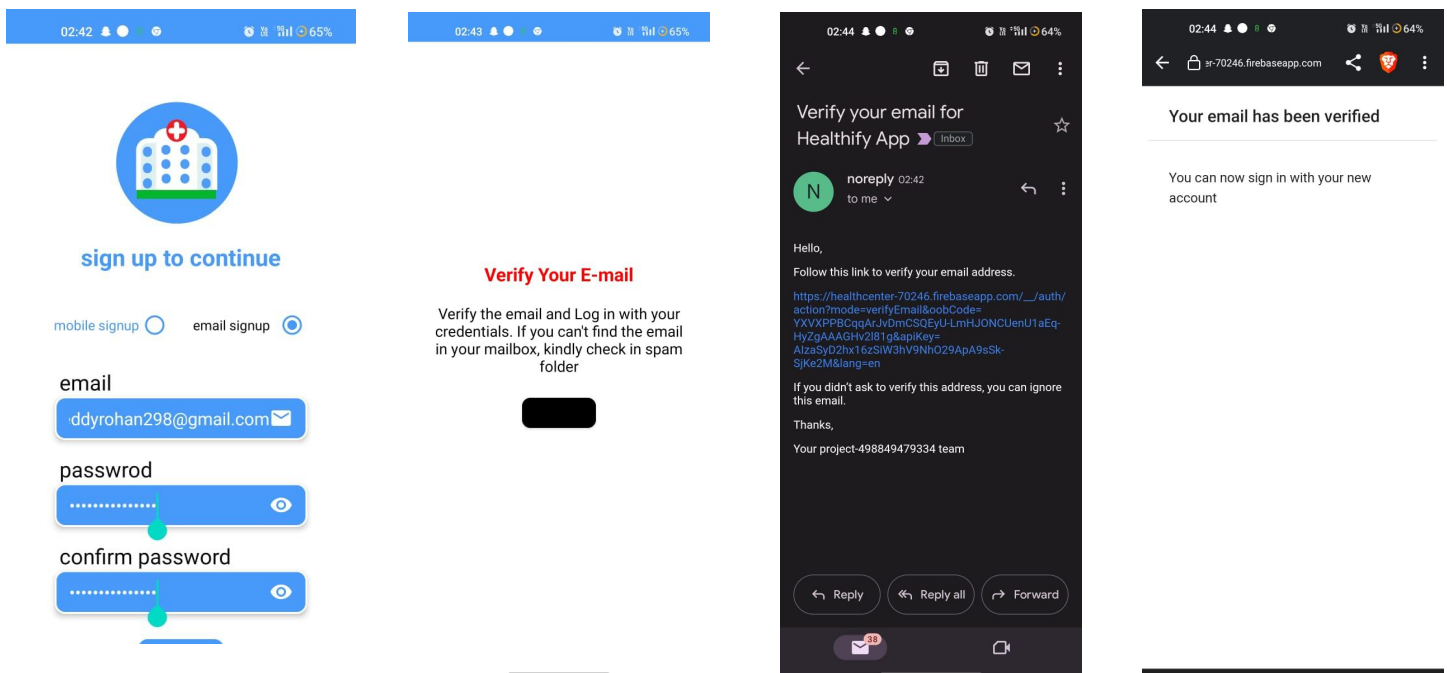 02:42
65%
sign up to continue
mobile signup
email signup
email
ddyrohan298@gmail.com
passwrod
confirm password
02:43
65%
Verify Your E-mail
Verify the email and Log in with your
credentials. If you can't find the email
in your mailbox, kindly check in spam
folder
02:44
64%
Verify your email for
Healthify App
Inbox
N
noreply 02:42
to me
Hello,
Follow this link to verify your email address.
https://healthcenter-70246.firebaseapp.com/__/auth/
action?mode=verifyEmail&oobCode=
YXVXPPBCqqArJvDmCSQEyU-LmHJONCUenU1aEq-
HyZgAAAGHv2l81g&apiKey=
AIzaSyD2hx16zSiW3hV9NhO29ApA9sSk-
SjKe2M&lang=en
If you didn't ask to verify this address, you can ignore
this email.
Thanks,
Your project-498849479334 team
Reply
Reply all
Forward
38
02:44
64%
er-70246.firebaseapp.com
Your email has been verified
You can now sign in with your new
account